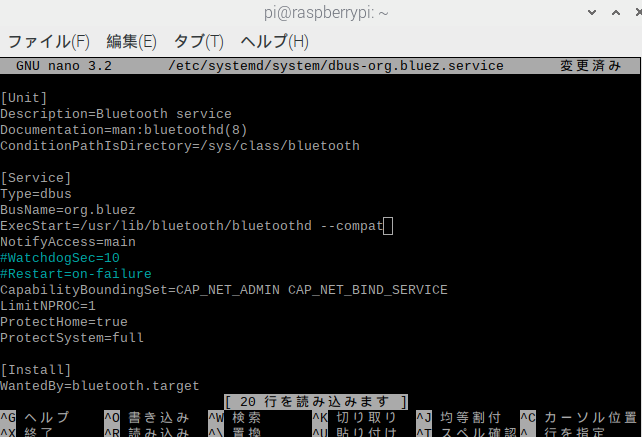 pi@raspberrypi: ~
ファイル(F) 編集(E) タブ(T) ヘルプ(H)
GNU nano 3.2 /etc/systemd/system/dbus-org.bluez.service 変更済み
[Unit]
Description=Bluetooth service
Documentation=man:bluetoothd(8)
ConditionPathIsDirectory=/sys/class/bluetooth
[Service]
Type=dbus
BusName=org.bluez
ExecStart=/usr/lib/bluetooth/bluetoothd --compat
NotifyAccess=main
#WatchdogSec=10
#Restart=on-failure
CapabilityBoundingSet=CAP_NET_ADMIN CAP_NET_BIND_SERVICE
LimitNPROC=1
ProtectHome=true
ProtectSystem=full
[Install]
WantedBy=bluetooth.target
[ 20 行を読み込みます ]
^G ヘルプ ^O 書き込み ^W 検索 ^K 切り取り ^J 均等割付 ^C カーソル位置
^X 終了 ^R 読み込み ^\ 置換 ^U 貼り付け ^T スペル確認 ^_ 行を指定